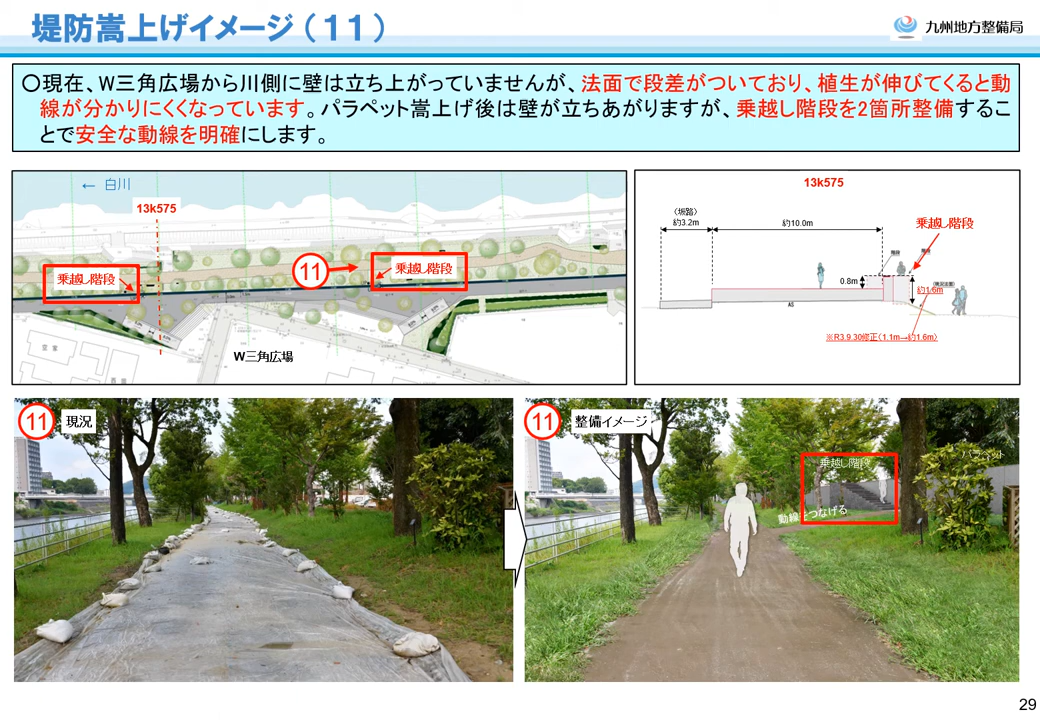 堤防嵩上げイメージ（１１）
九州地方整備局
〇現在、W三角広場から川側に壁は立ち上がっていませんが、法面で段差がついており、植生が伸びてくると動
線が分かりにくくなっています。パラペット嵩上げ後は壁が立ちあがりますが、乗越し階段を2箇所整備するこ
とで安全な動線を明確にします。
← 白川
13k575
乗越し階段
11
乗越し階段
W三角広場
13k575
（坂路）
約3.2m
約10.0m
乗越し階段
0.8m
約1.6m
AS
※R3.9.30修正（1.1m→約1.6m）
11
現況
11
整備イメージ
乗越し階段
パラペット
動線をつなげる
29